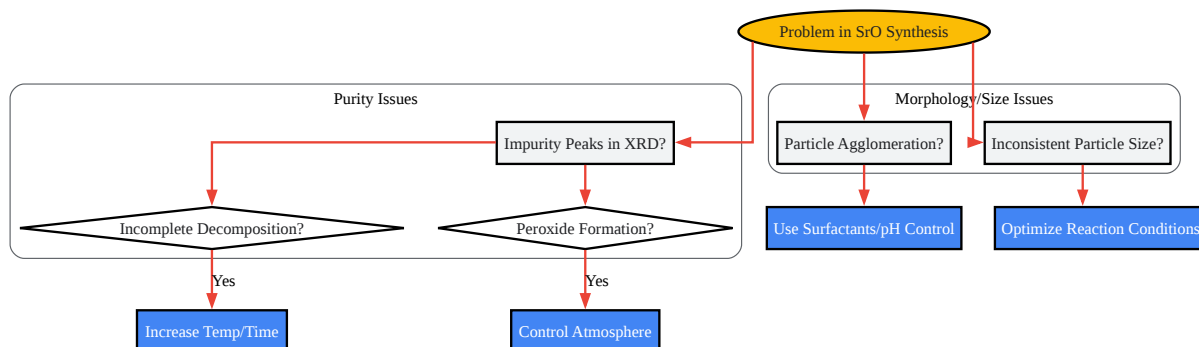 Problem in SrO Synthesis
Purity Issues
Morphology/Size Issues
Impurity Peaks in XRD?
Particle Agglomeration?
Inconsistent Particle Size?
Incomplete Decomposition?
Peroxide Formation?
Use Surfactants/pH Control
Optimize Reaction Conditions
Yes
Yes
Increase Temp/Time
Control Atmosphere